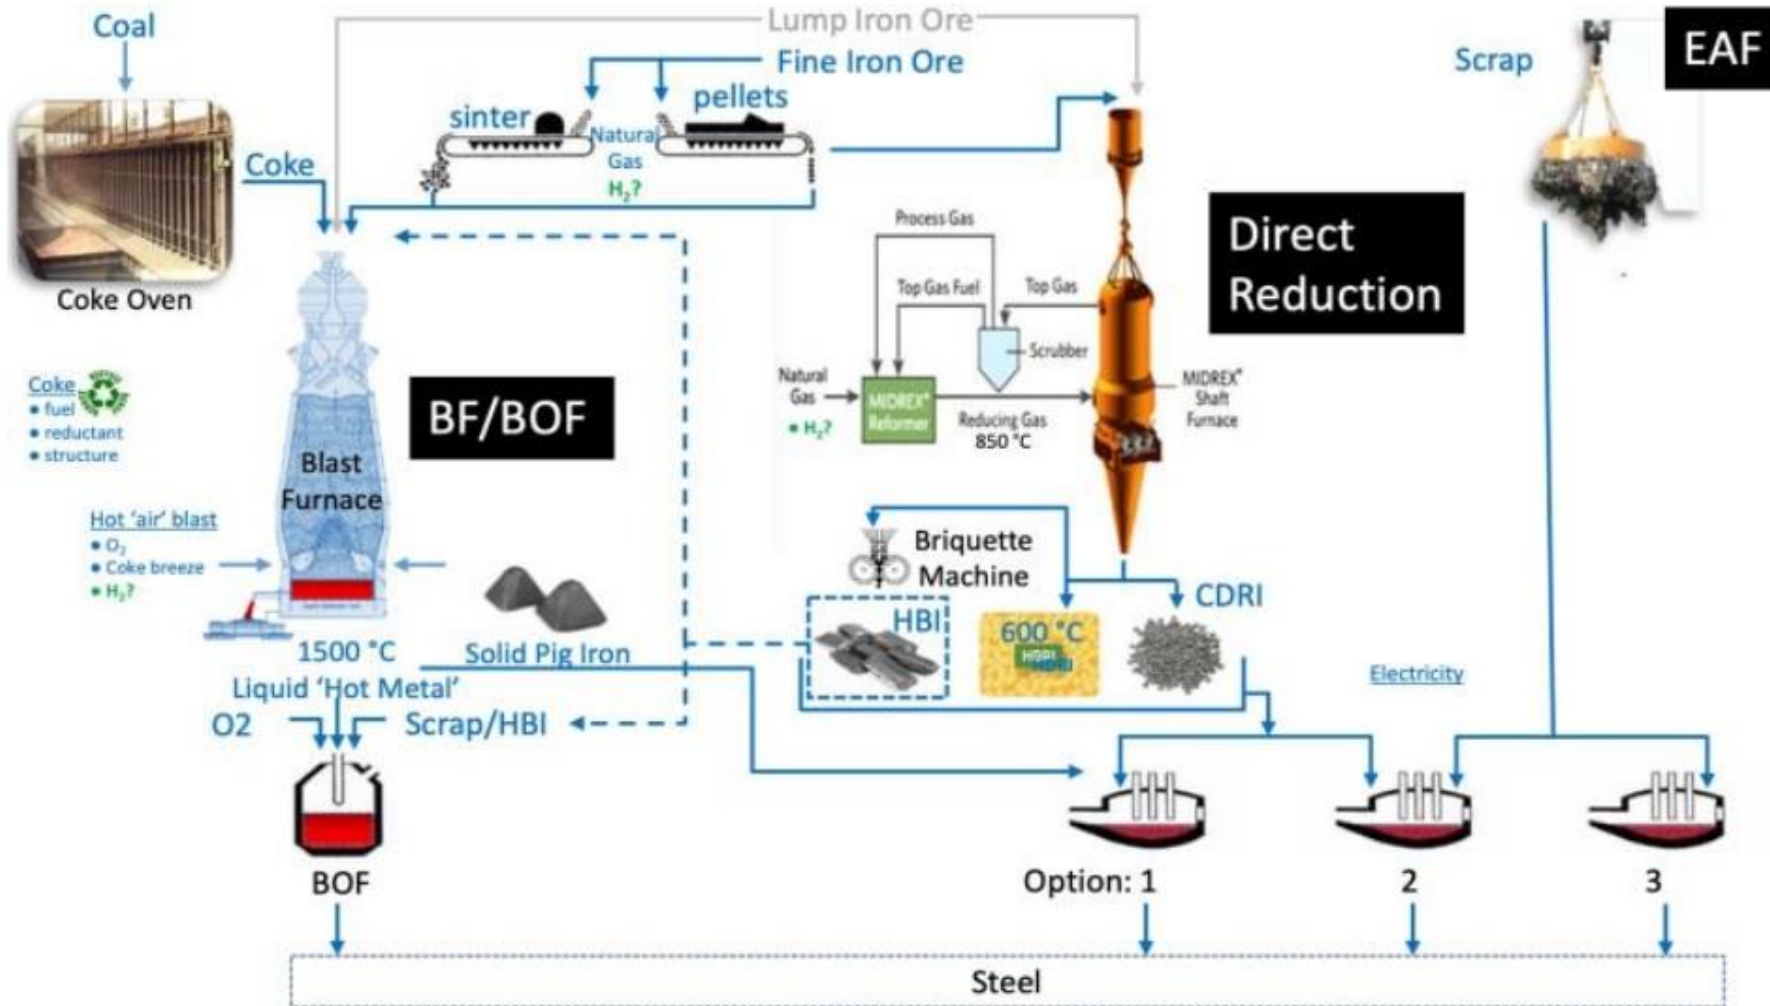 Coal
Lump Iron Ore
Fine Iron Ore
Scrap
EAF
sinter
pellets
Natural
Gas
H₂?
Coke
Coke Oven
Process Gas
Top Gas Fuel
Top Gas
Scrubber
Direct
Reduction
Natural
Gas
• H₂?
MIDREX®
Reformer
Reducing Gas
850 °C
MIDREX®
Shaft
Furnace
Coke
• fuel
• reductant
• structure
BF/BOF
Blast
Furnace
Hot 'air' blast
• O₂
• Coke breeze
• H₂?
Briquette
Machine
HBI
600 °C
HDRI
CDRI
1500 °C
Solid Pig Iron
Liquid 'Hot Metal'
O2
Scrap/HBI
Electricity
BOF
Option: 1
2
3
Steel